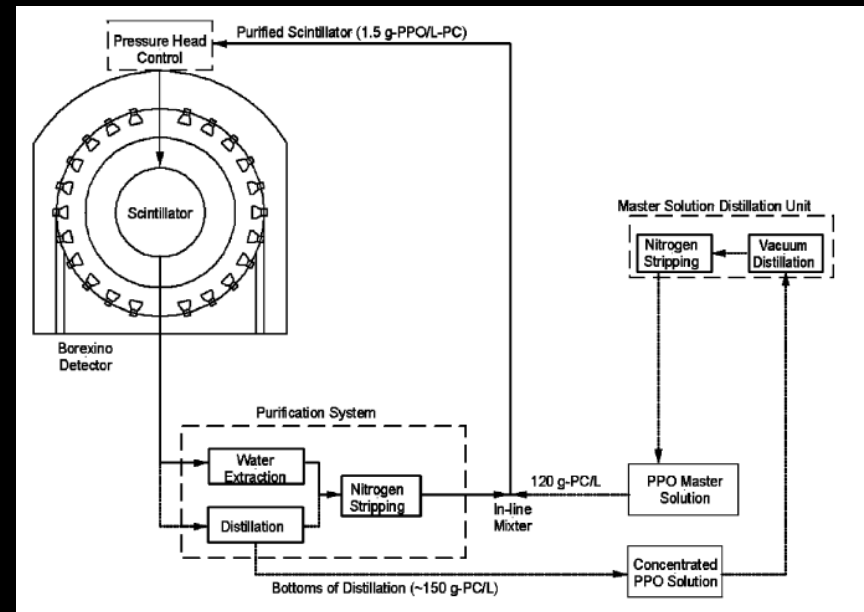 Pressure Head
Control
Purified Scintillator (1.5 g-PPO/L-PC)
Scintillator
Borexino
Detector
Master Solution Distillation Unit
Nitrogen
Stripping
Vacuum
Distillation
Purification System
Water
Extraction
Distillation
Nitrogen
Stripping
In-line
Mixter
120 g-PC/L
PPO Master
Solution
Bottoms of Distillation (~150 g-PC/L)
Concentrated
PPO Solution